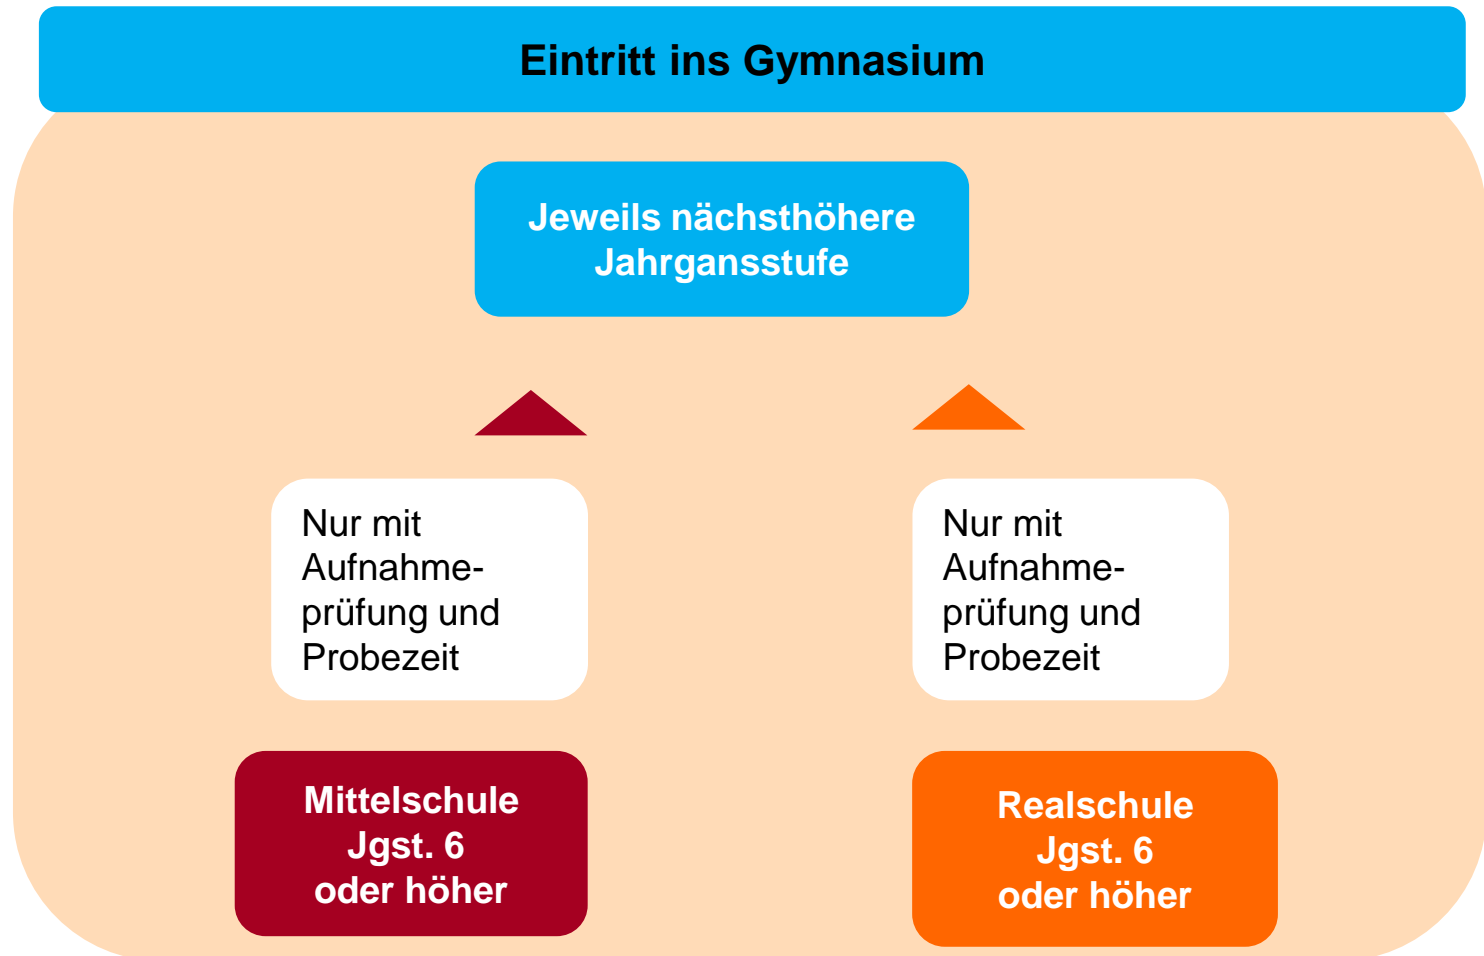 Eintritt ins Gymnasium
Jeweils nächsthöhere
Jahrgansstufe
Nur mit
Aufnahme-
prüfung und
Probezeit
Nur mit
Aufnahme-
prüfung und
Probezeit
Mittelschule
Jgst. 6
oder höher
Realschule
Jgst. 6
oder höher